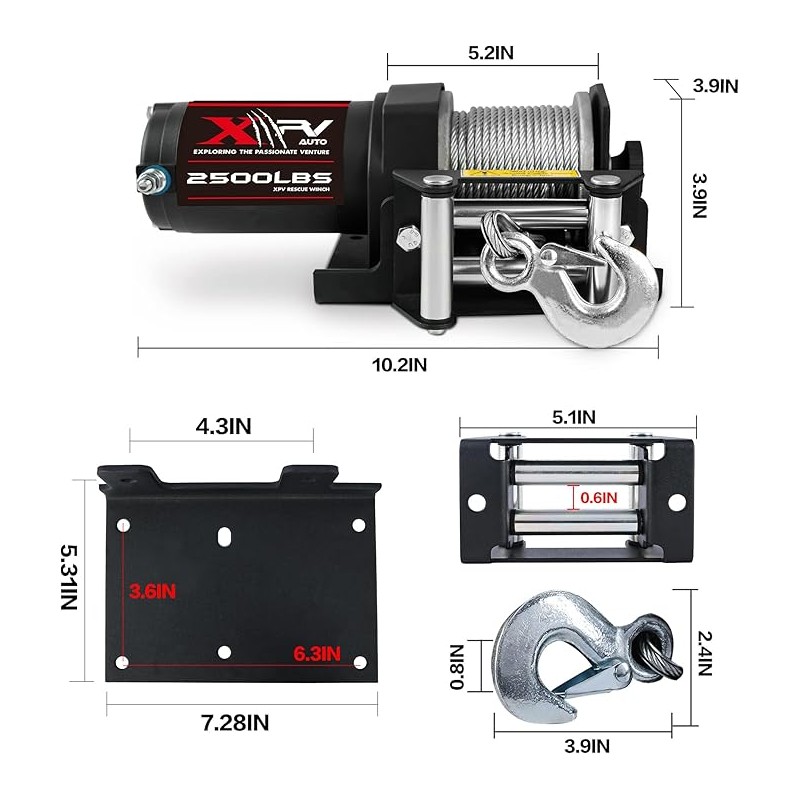 5.2IN
3.9IN
XPV
AUTO
EXPLORING THE PASSIONATE VENTURE
2500LBS
XPV RESCUE WINCH
3.9IN
10.2IN
4.3IN
5.1IN
0.6IN
5.31IN
3.6IN
6.3IN
7.28IN
0.8IN
2.4IN
3.9IN